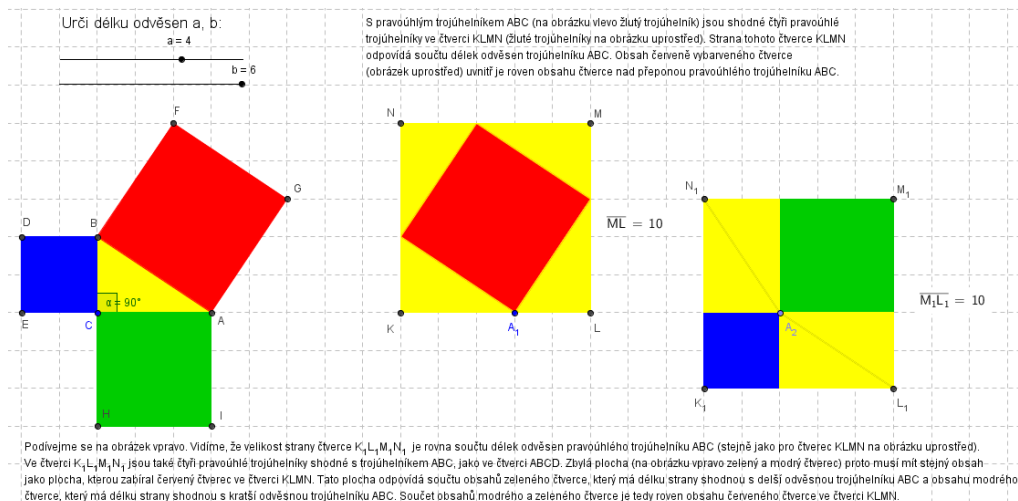 Urči délku odvěsen a, b:
a = 4
b = 6
S pravoúhlým trojúhelníkem ABC (na obrázku vlevo žlutý trojúhelník) jsou shodné čtyři pravoúhlé
trojúhelníky ve čtverci KLMN (žluté trojúhelníky na obrázku uprostřed). Strana tohoto čtverce KLMN
odpovídá součtu délek odvěsen trojúhelníku ABC. Obsah červeně vybarveného čtverce
(obrázek uprostřed) uvnitř je roven obsahu čtverce nad přeponou pravoúhlého trojúhelníku ABC.
F
G
D
B
α = 90°
E
C
A
H
I
N
M
ML = 10
K
A₁
L
N₁
M₁
M₁L₁ = 10
A₂
K₁
L₁
Podívejme se na obrázek vpravo. Vidíme, že velikost strany čtverce K₁L₁M₁N₁ je rovna součtu délek odvěsen pravoúhlého trojúhelníku ABC (stejně jako pro čtverec KLMN na obrázku uprostřed).
Ve čtverci K₁L₁M₁N₁ jsou také čtyři pravoúhlé trojúhelníky shodné s trojúhelníkem ABC, jako ve čtverci ABCD. Zbylá plocha (na obrázku vpravo zelený a modrý čtverec) proto musí mít stejný obsah
jako plocha, kterou zabíral červený čtverec ve čtverci KLMN. Tato plocha odpovídá součtu obsahů zeleného čtverce, který má délku strany shodnou s delší odvěsnou trojúhelníku ABC a obsahu modrého
čtverce, který má délku strany shodnou s kratší odvěsnou trojúhelníku ABC. Součet obsahů modrého a zeleného čtverce je tedy roven obsahu červeného čtverce ve čtverci KLMN.